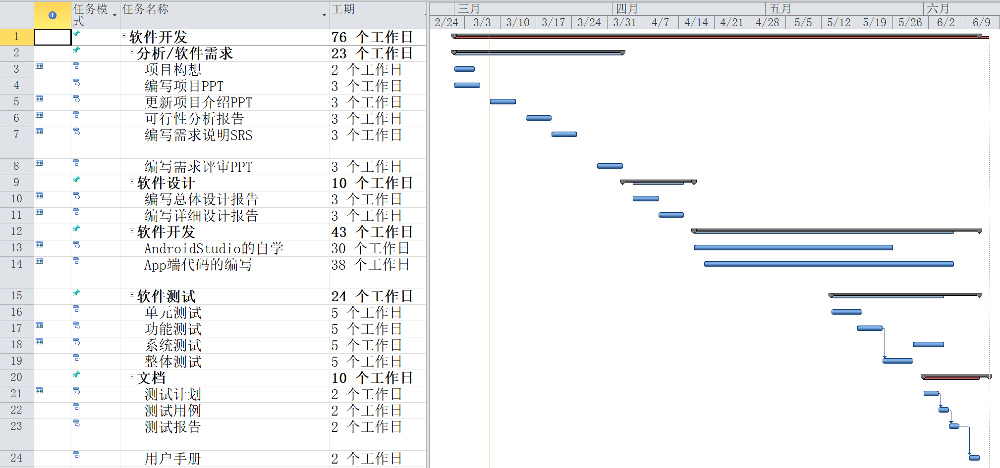 任务模式 任务名称 工期
三月 四月 五月 六月
2/24 3/3 3/10 3/17 3/24 3/31 4/7 4/14 4/21 4/28 5/5 5/12 5/19 5/26 6/2 6/9
1 软件开发 76 个工作日
2 分析/软件需求 23 个工作日
3 项目构想 2 个工作日
4 编写项目PPT 3 个工作日
5 更新项目介绍PPT 3 个工作日
6 可行性分析报告 3 个工作日
7 编写需求说明SRS 3 个工作日
8 编写需求评审PPT 3 个工作日
9 软件设计 10 个工作日
10 编写总体设计报告 3 个工作日
11 编写详细设计报告 3 个工作日
12 软件开发 43 个工作日
13 AndroidStudio的自学 30 个工作日
14 App端代码的编写 38 个工作日
15 软件测试 24 个工作日
16 单元测试 5 个工作日
17 功能测试 5 个工作日
18 系统测试 5 个工作日
19 整体测试 5 个工作日
20 文档 10 个工作日
21 测试计划 2 个工作日
22 测试用例 2 个工作日
23 测试报告 2 个工作日
24 用户手册 2 个工作日